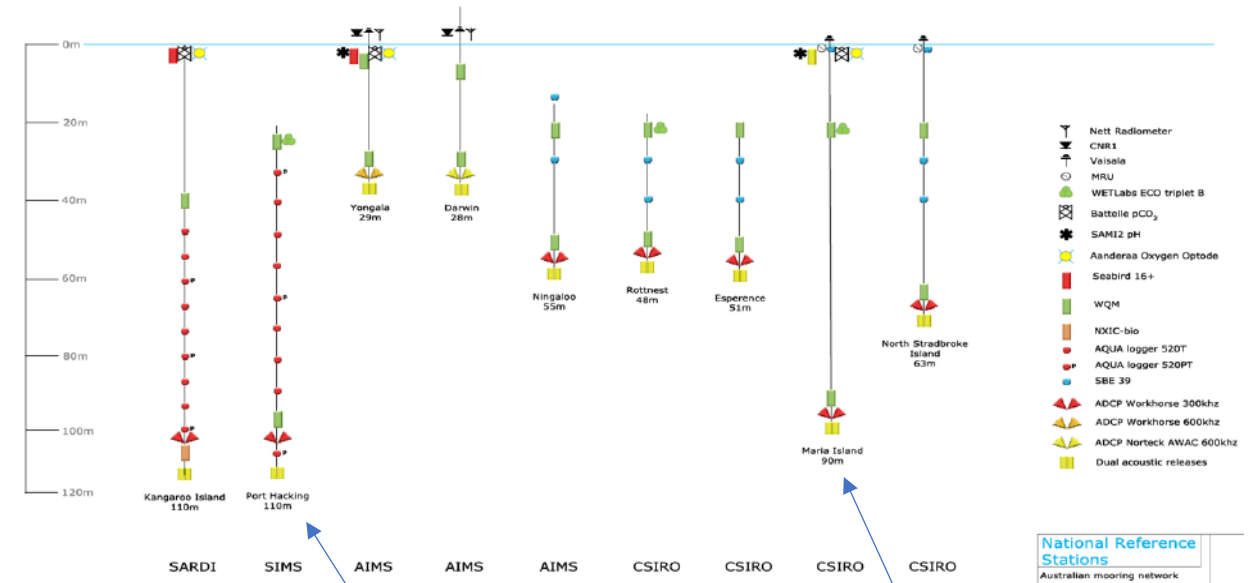 0m
20m
40m
60m
80m
100m
120m
P
P
P
P
P
P
P
Kangaroo Island
110m
Port Hacking
110m
Yongala
29m
Darwin
28m
Ningaloo
55m
Rottnest
48m
Esperence
51m
Maria Island
90m
North Stradbroke
Island
63m
SARDI
SIMS
AIMS
AIMS
AIMS
CSIRO
CSIRO
CSIRO
CSIRO
Nett Radiometer
CNR1
Vaisala
MRU
WETLabs ECO triplet B
Battelle pCO₂
SAMI2 pH
Aanderaa Oxygen Optode
Seabird 16+
WQM
NXIC-bio
AQUA logger 520T
P AQUA logger 520PT
SBE 39
ADCP Workhorse 300khz
ADCP Workhorse 600khz
ADCP Norteck AWAC 600khz
Dual acoustic releases
National Reference
Stations
Australian mooring network